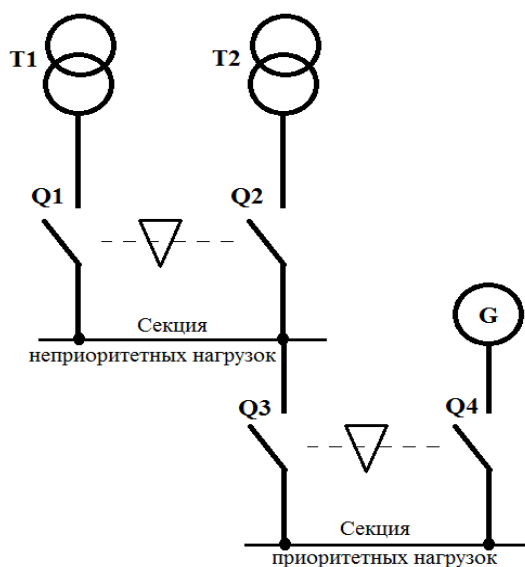 T1
T2
Q1
Q2
Секция
неприоритетных нагрузок
G
Q3
Q4
Секция
приоритетных нагрузок